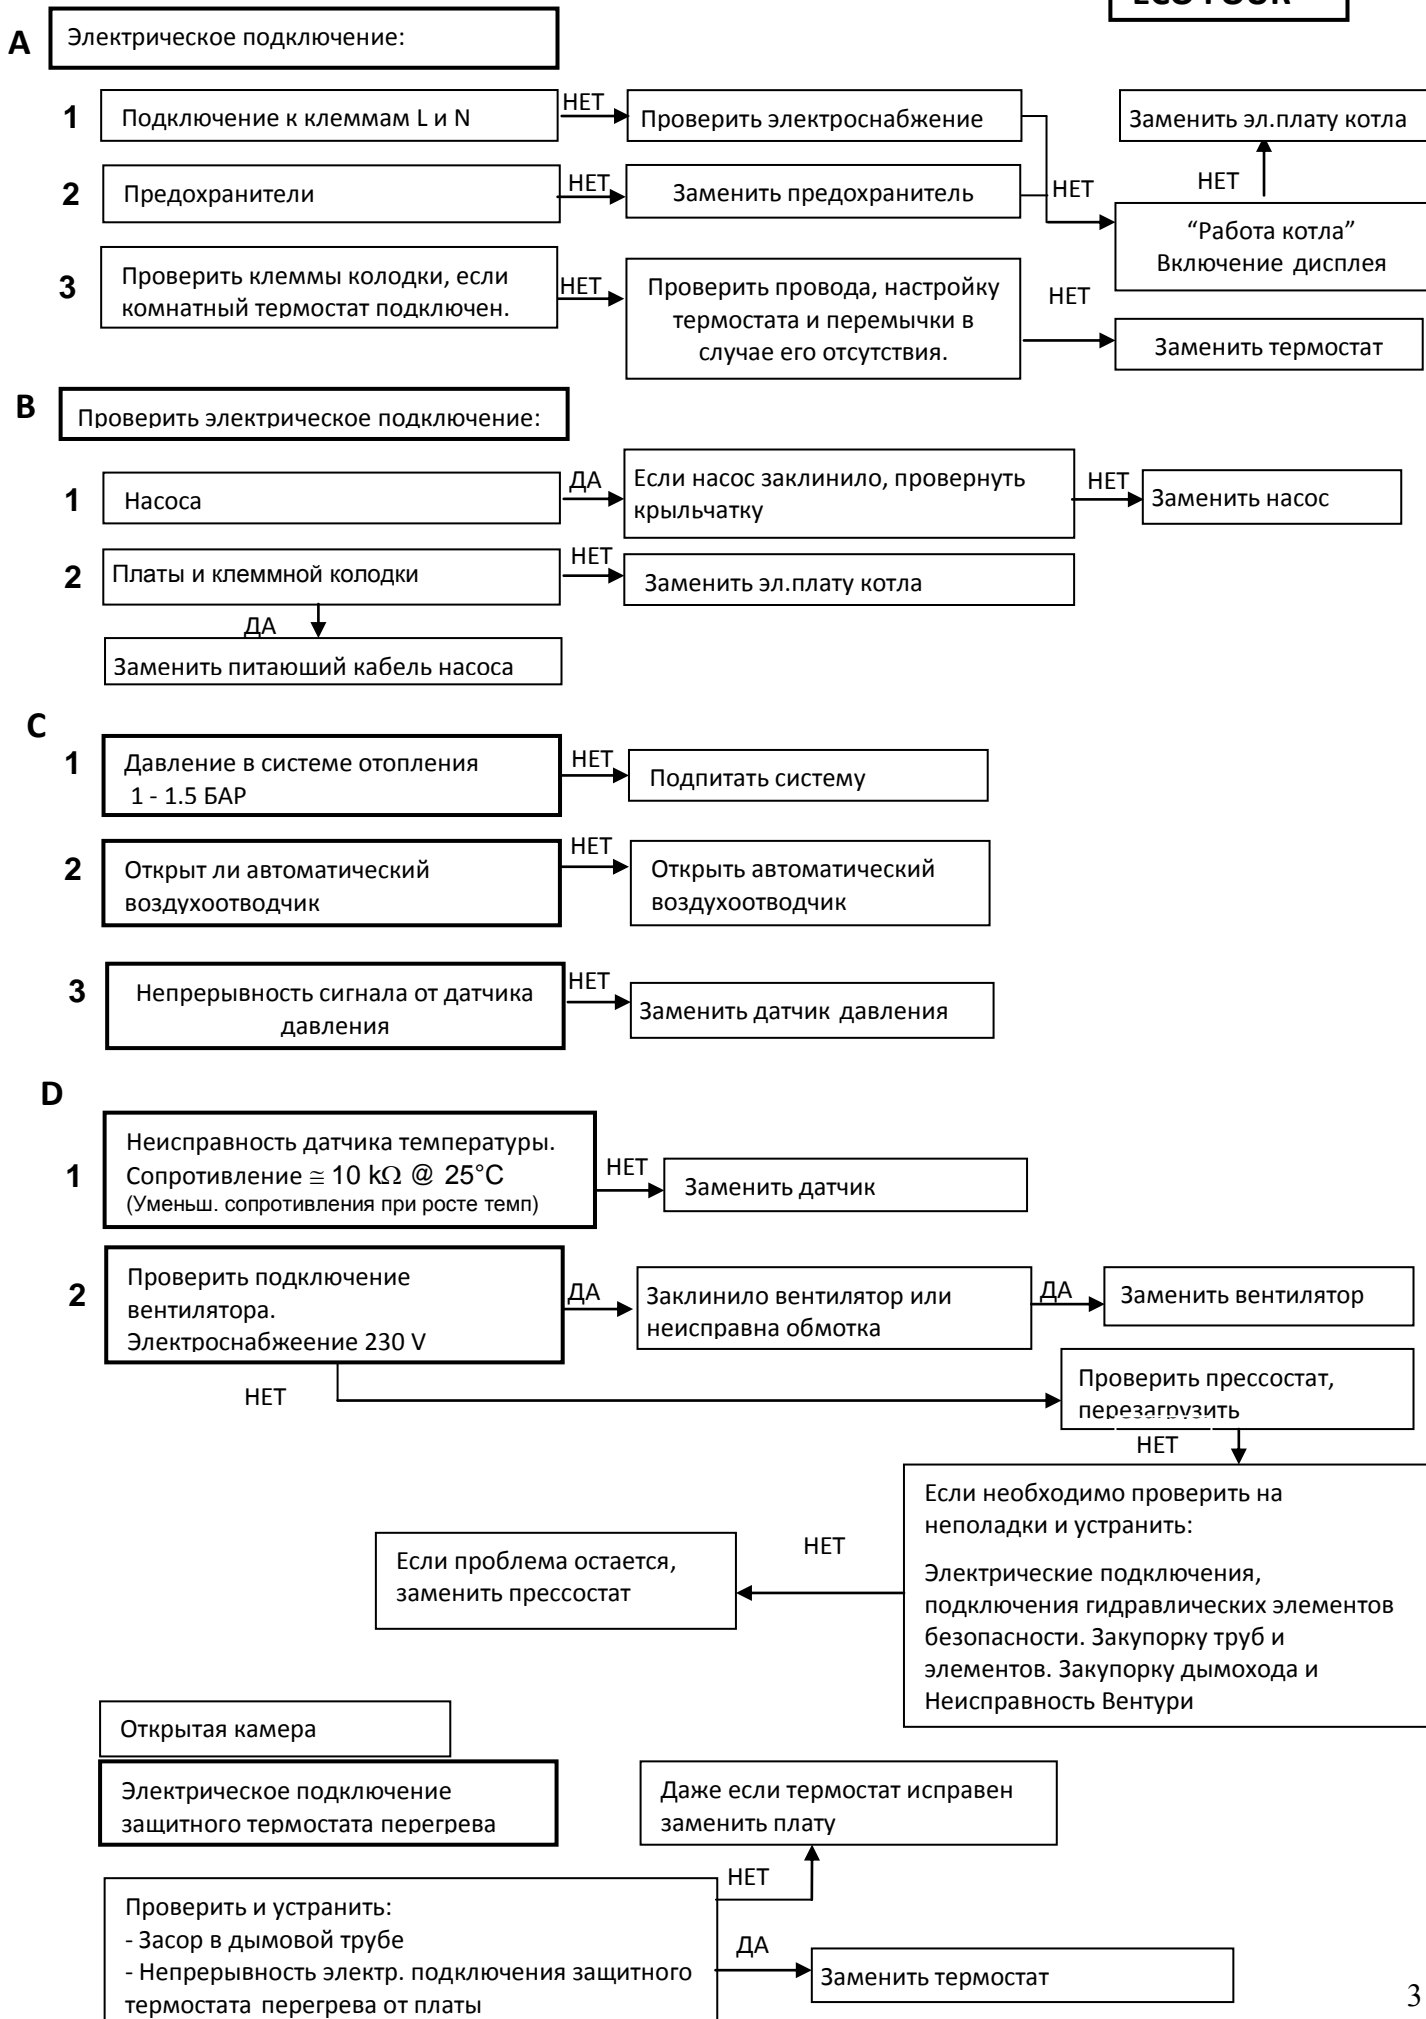 ECO FOUR
A
Электрическое подключение:
1
Подключение к клеммам L и N
НЕТ
Проверить электроснабжение
Заменить эл.плату котла
2
Предохранители
НЕТ
Заменить предохранитель
НЕТ
НЕТ
“Работа котла”
Включение дисплея
3
Проверить клеммы колодки, если
комнатный термостат подключен.
НЕТ
Проверить провода, настройку
термостата и перемычки в
случае его отсутствия.
НЕТ
Заменить термостат
B
Проверить электрическое подключение:
1
Насоса
ДА
Если насос заклинило, провернуть
крыльчатку
НЕТ
Заменить насос
2
Платы и клеммной колодки
НЕТ
Заменить эл.плату котла
ДА
Заменить питающий кабель насоса
C
1
Давление в системе отопления
1 - 1.5 БАР
НЕТ
Подпитать систему
2
Открыт ли автоматический
воздухоотводчик
НЕТ
Открыть автоматический
воздухоотводчик
3
Непрерывность сигнала от датчика
давления
НЕТ
Заменить датчик давления
D
1
Неисправность датчика температуры.
Сопротивление ≅ 10 kΩ @ 25°C
(Уменьш. сопротивления при росте темп)
НЕТ
Заменить датчик
2
Проверить подключение
вентилятора.
Электроснабжеение 230 V
ДА
Заклинило вентилятор или
неисправна обмотка
ДА
Заменить вентилятор
НЕТ
Проверить прессостат,
перезагрузить
НЕТ
Если необходимо проверить на
неполадки и устранить:
Электрические подключения,
подключения гидравлических элементов
безопасности. Закупорку труб и
элементов. Закупорку дымохода и
Неисправность Вентури
НЕТ
Если проблема остается,
заменить прессостат
Открытая камера
Электрическое подключение
защитного термостата перегрева
Даже если термостат исправен
заменить плату
НЕТ
Проверить и устранить:
- Засор в дымовой трубе
- Непрерывность электр. подключения защитного
термостата перегрева от платы
ДА
Заменить термостат
3